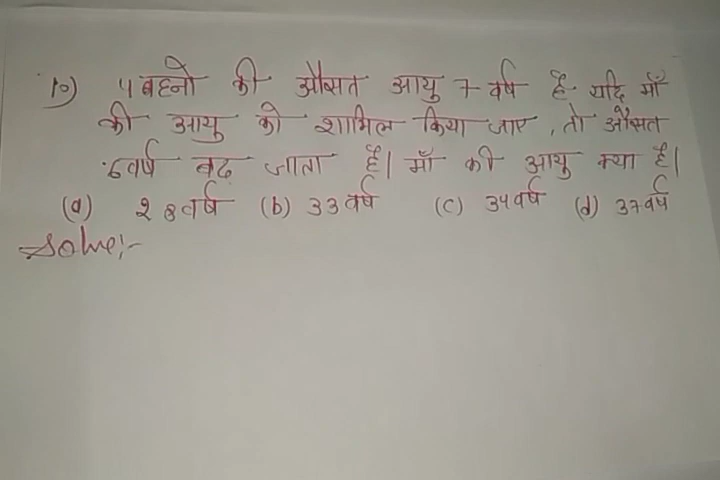 10) 4 बहनो की औसत आयु 7 वर्ष है यदि माँ
की आयु को शामिल किया जाए, तो औसत
6 वर्ष बढ़ जाता है। माँ की आयु क्या है।
(a) 28 वर्ष (b) 33 वर्ष (c) 34 वर्ष (d) 37 वर्ष
Solve:-